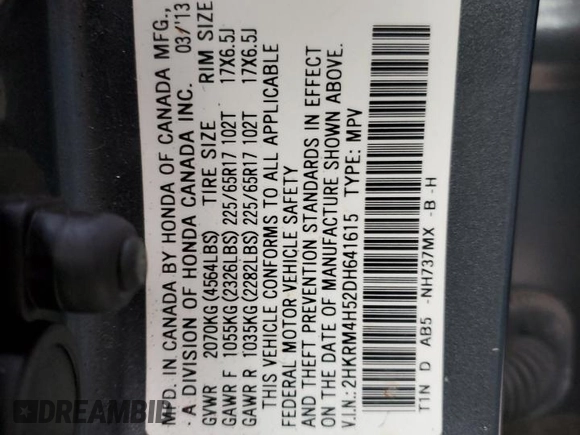 MFD. IN CANADA BY HONDA OF CANADA MFG.,
A DIVISION OF HONDA CANADA INC. 03/'13
GVWR 2070KG (4564LBS) TIRE SIZE RIM SIZE
GAWR F 1055KG (2326LBS) 225/65R17 102T 17X6.5J
GAWR R 1035KG (2282LBS) 225/65R17 102T 17X6.5J
THIS VEHICLE CONFORMS TO ALL APPLICABLE
FEDERAL MOTOR VEHICLE SAFETY
AND THEFT PREVENTION STANDARDS IN EFFECT
ON THE DATE OF MANUFACTURE SHOWN ABOVE.
V.I.N.: 2HKRM4H52DH641615 TYPE: MPV
T1N D AB5 -NH737MX -B -H
DREAMBID